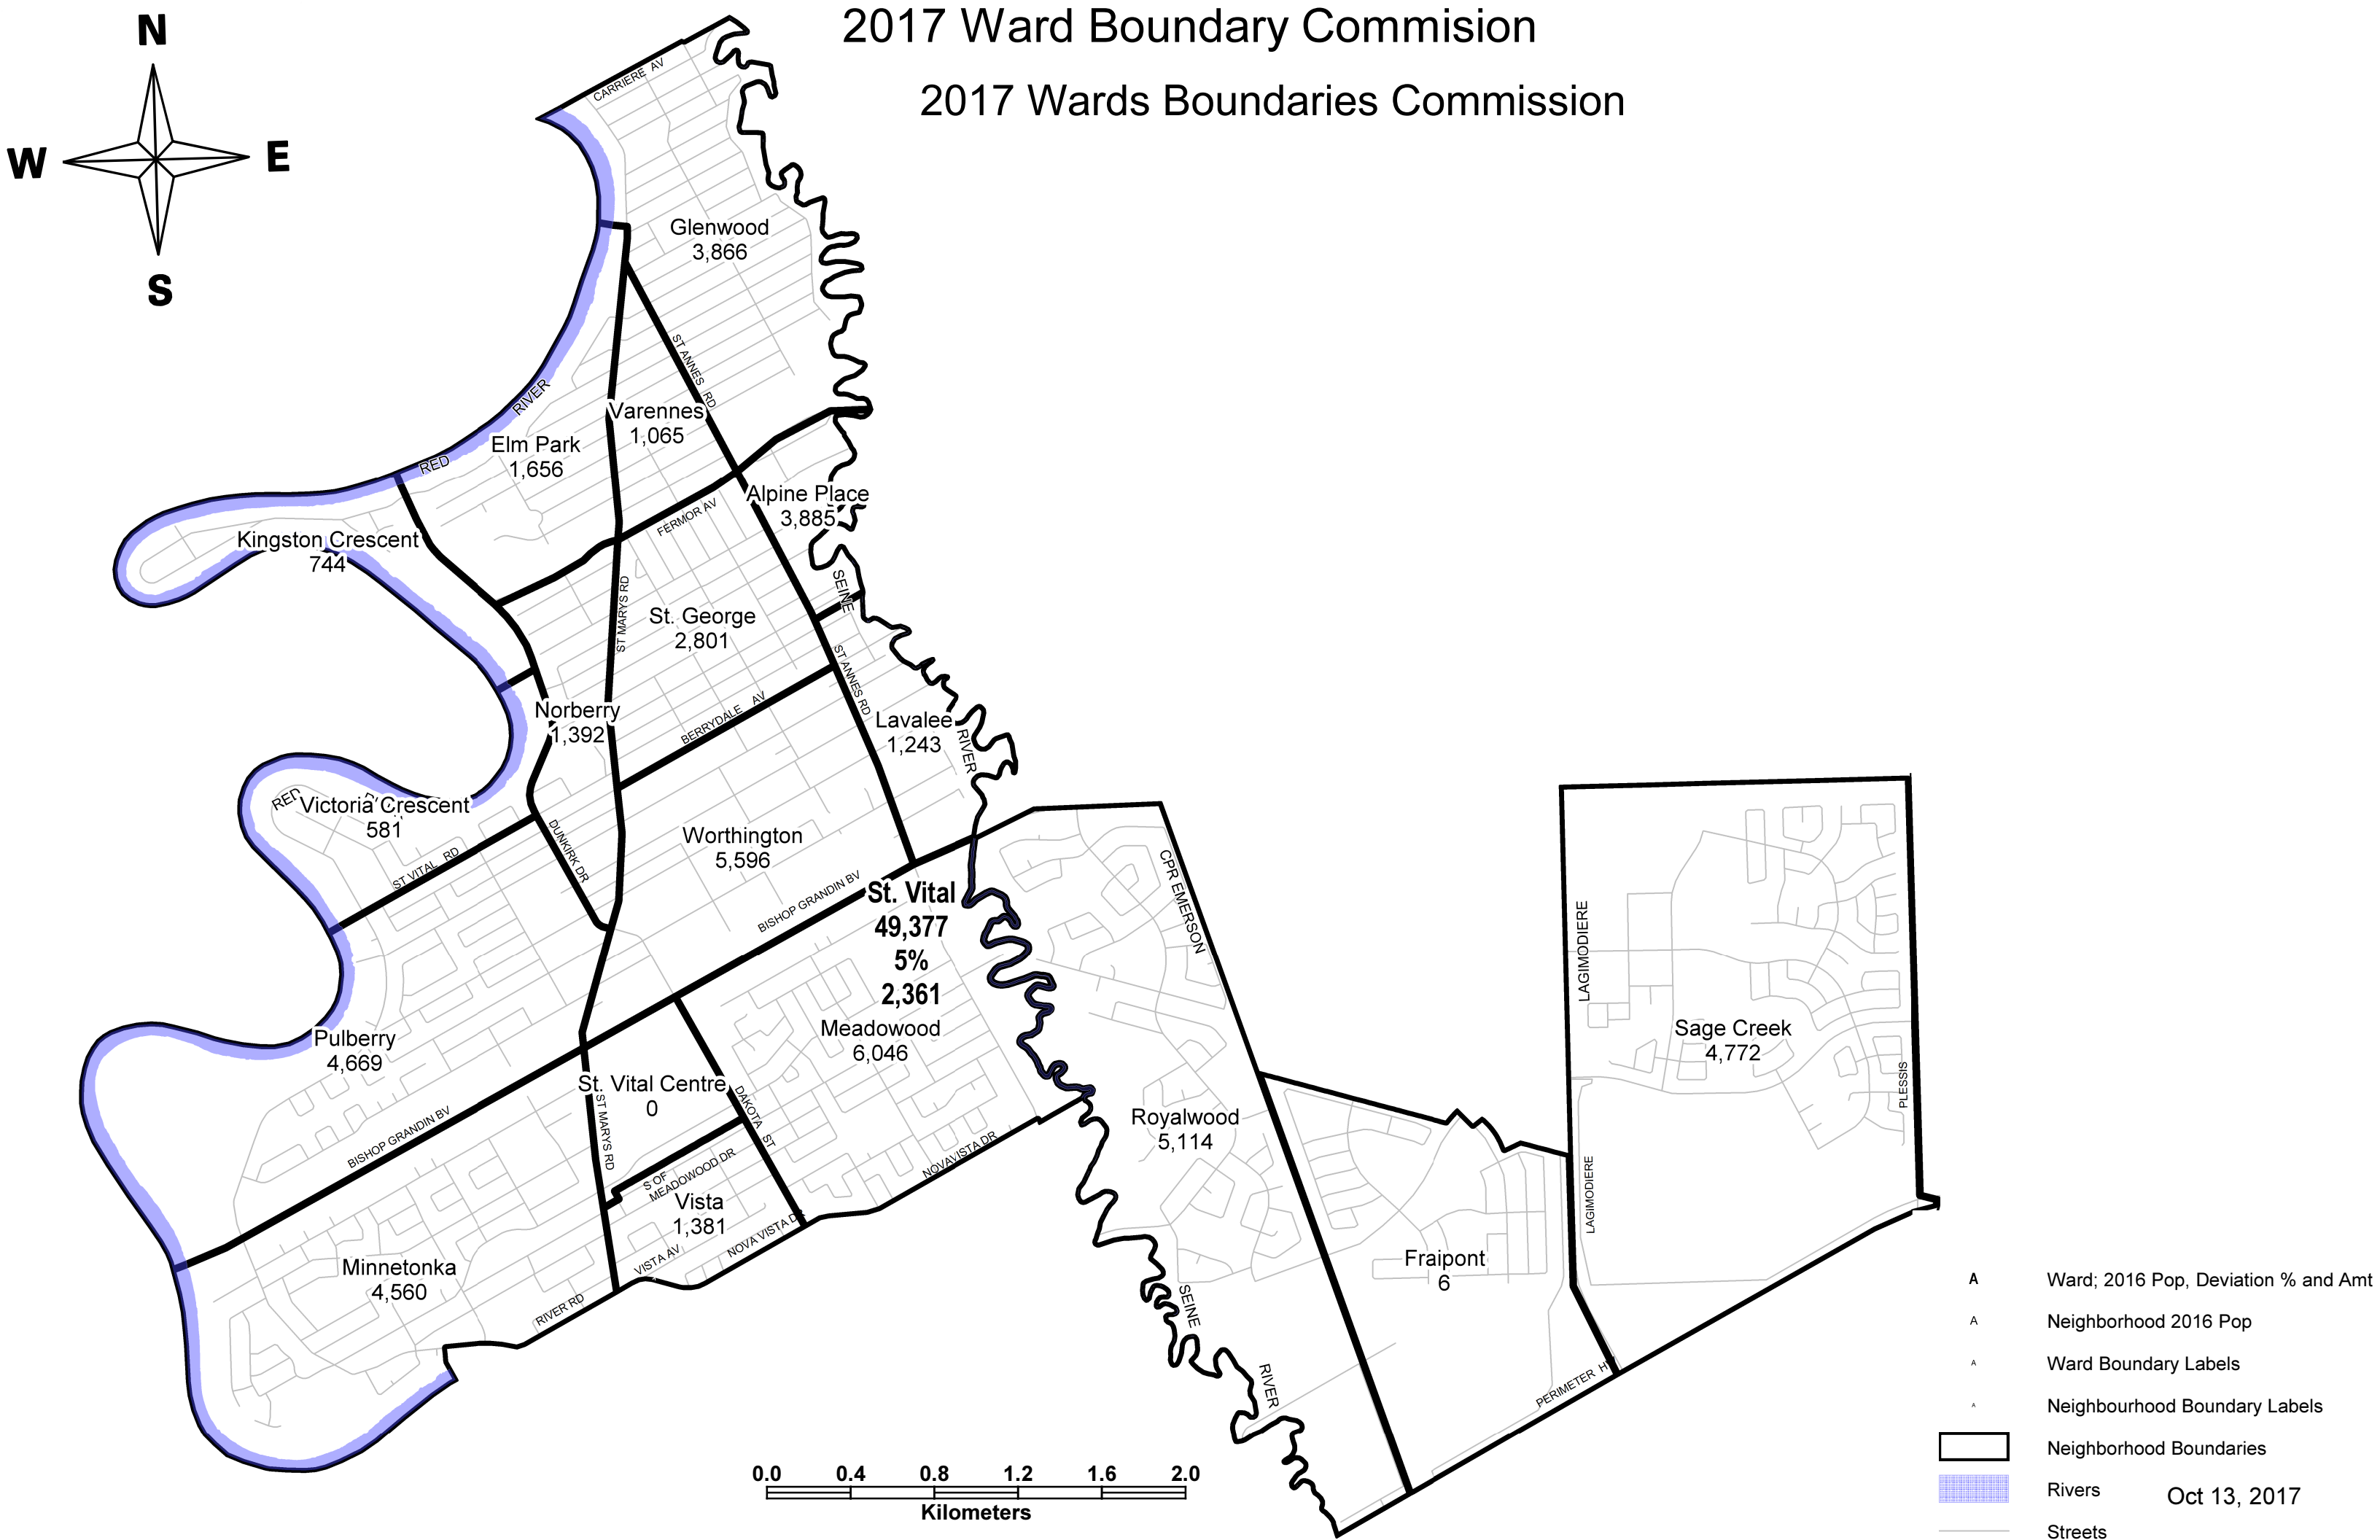 2017 Ward Boundary Commision
2017 Wards Boundaries Commission
N
W
E
S
CARRIERE AV
Glenwood
3,866
ST ANNES RD
Varennes
1,065
RIVER
RED
Elm Park
1,656
Alpine Place
3,885
FERMOR AV
Kingston Crescent
744
SEINE
ST MARYS RD
St. George
2,801
ST ANNES RD
BERRYDALE AV
Norberry
1,392
Lavalee
1,243
RIVER
RED
Victoria Crescent
581
ST VITAL RD
DUNKIRK DR
Worthington
5,596
BISHOP GRANDIN BV
St. Vital
49,377
5%
2,361
CPR EMERSON
LAGIMODIERE
Sage Creek
4,772
PLESSIS
Meadowood
6,046
Pulberry
4,669
St. Vital Centre
0
DAKOTA ST
ST MARYS RD
BISHOP GRANDIN BV
Royalwood
5,114
NOVAVISTA DR
S OF
MEADOWOOD DR
Vista
1,381
NOVA VISTA DR
VISTA AV
LAGIMODIERE
Minnetonka
4,560
RIVER RD
Fraipont
6
SEINE
RIVER
PERIMETER H
0.0 0.4 0.8 1.2 1.6 2.0
Kilometers
A Ward; 2016 Pop, Deviation % and Amt
A Neighborhood 2016 Pop
A Ward Boundary Labels
A Neighbourhood Boundary Labels
Neighborhood Boundaries
Rivers
Oct 13, 2017
Streets